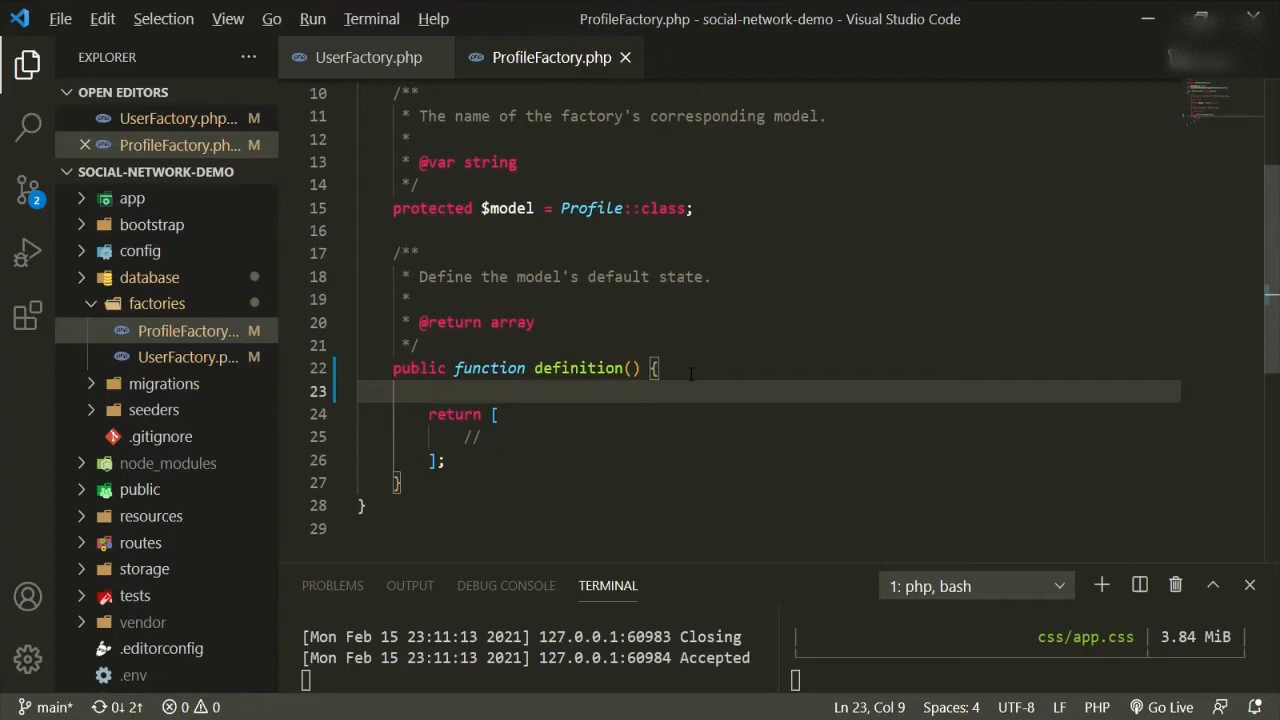 File Edit Selection View Go Run Terminal Help ProfileFactory.php - social-network-demo - Visual Studio Code
EXPLORER
UserFactory.php
ProfileFactory.php
OPEN EDITORS
UserFactory.php... M
ProfileFactory.ph... M
SOCIAL-NETWORK-DEMO
app
bootstrap
config
database
factories
ProfileFactory... M
UserFactory.p... M
migrations
seeders
.gitignore
node_modules
public
resources
routes
storage
tests
vendor
.editorconfig
.env
2
10 /**
11 * The name of the factory's corresponding model.
12 *
13 * @var string
14 */
15 protected $model = Profile::class;
16
17 /**
18 * Define the model's default state.
19 *
20 * @return array
21 */
22 public function definition() {
23
24 return [
25 //
26 ];
27 }
28 }
29
PROBLEMS OUTPUT DEBUG CONSOLE TERMINAL 1: php, bash
[Mon Feb 15 23:11:13 2021] 127.0.0.1:60983 Closing
[Mon Feb 15 23:11:13 2021] 127.0.0.1:60984 Accepted
| css/app.css | 3.84 MiB |
main* 0↓ 2↑ 0 0 Ln 23, Col 9 Spaces: 4 UTF-8 LF PHP Go Live